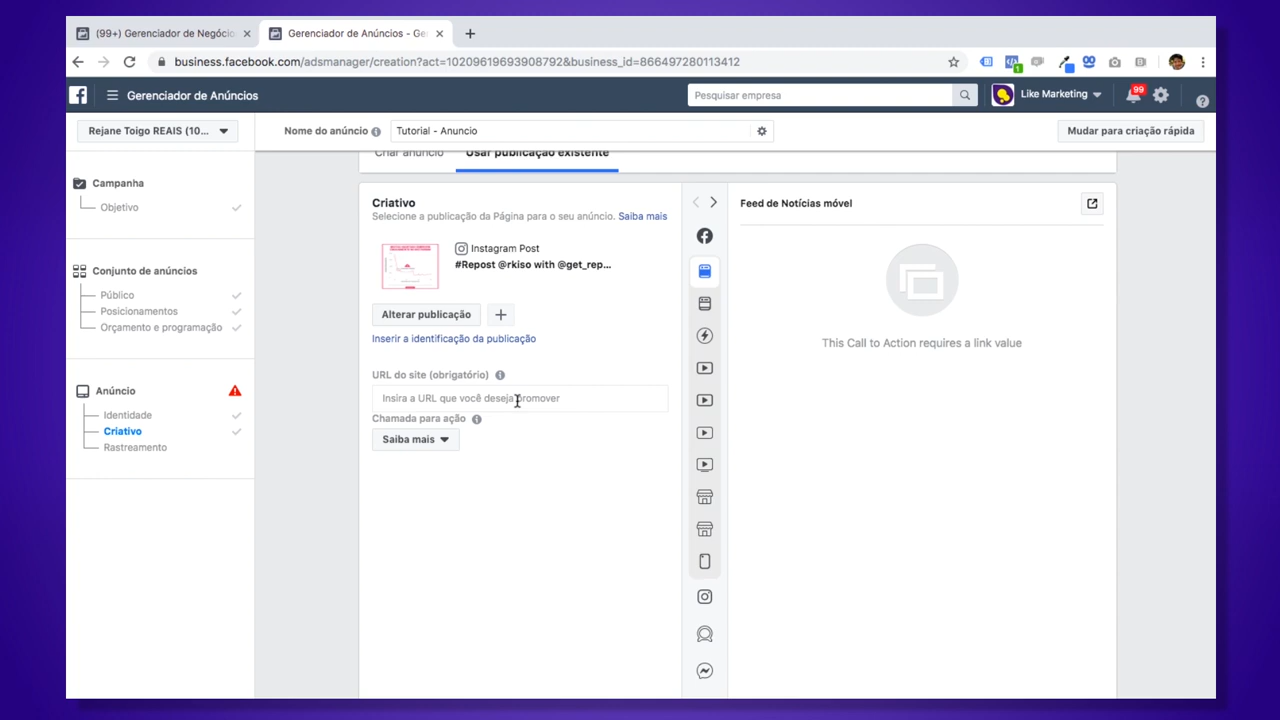 (99+) Gerenciador de Negócio
Gerenciador de Anúncios - Ge
business.facebook.com/adsmanager/creation?act=10209619693908792&business_id=866497280113412
1
Gerenciador de Anúncios
Pesquisar empresa
Like Marketing
99
Rejane Toigo REAIS (10...
Nome do anúncio
Tutorial - Anuncio
Mudar para criação rápida
Criar anúncio
Usar publicação existente
Campanha
Objetivo
Conjunto de anúncios
Público
Posicionamentos
Orçamento e programação
Anúncio
Identidade
Criativo
Rastreamento
Criativo
Selecione a publicação da Página para o seu anúncio. Saiba mais
Instagram Post
#Repost @rkiso with @get_rep...
Alterar publicação
Inserir a identificação da publicação
URL do site (obrigatório)
Insira a URL que você deseja promover
Chamada para ação
Saiba mais
Feed de Notícias móvel
This Call to Action requires a link value